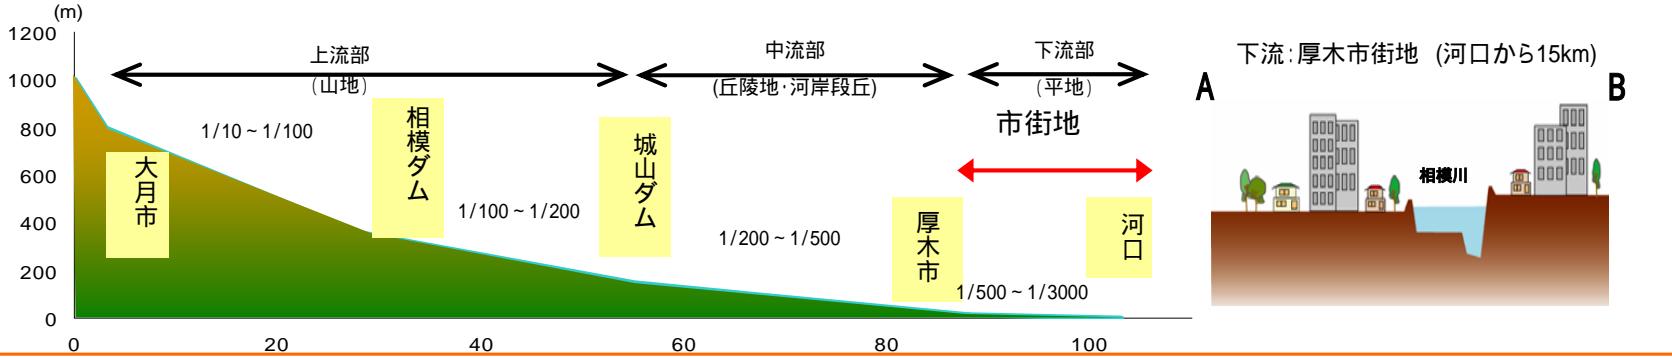 (m)
1200
1000
800
600
400
200
0
0 20 40 60 80 100
上流部
(山地)
中流部
(丘陵地・河岸段丘)
下流部
(平地)
市街地
大月市
相模ダム
城山ダム
厚木市
河口
1/10~1/100
1/100~1/200
1/200~1/500
1/500~1/3000
下流:厚木市街地 (河口から15km)
A
B
相模川